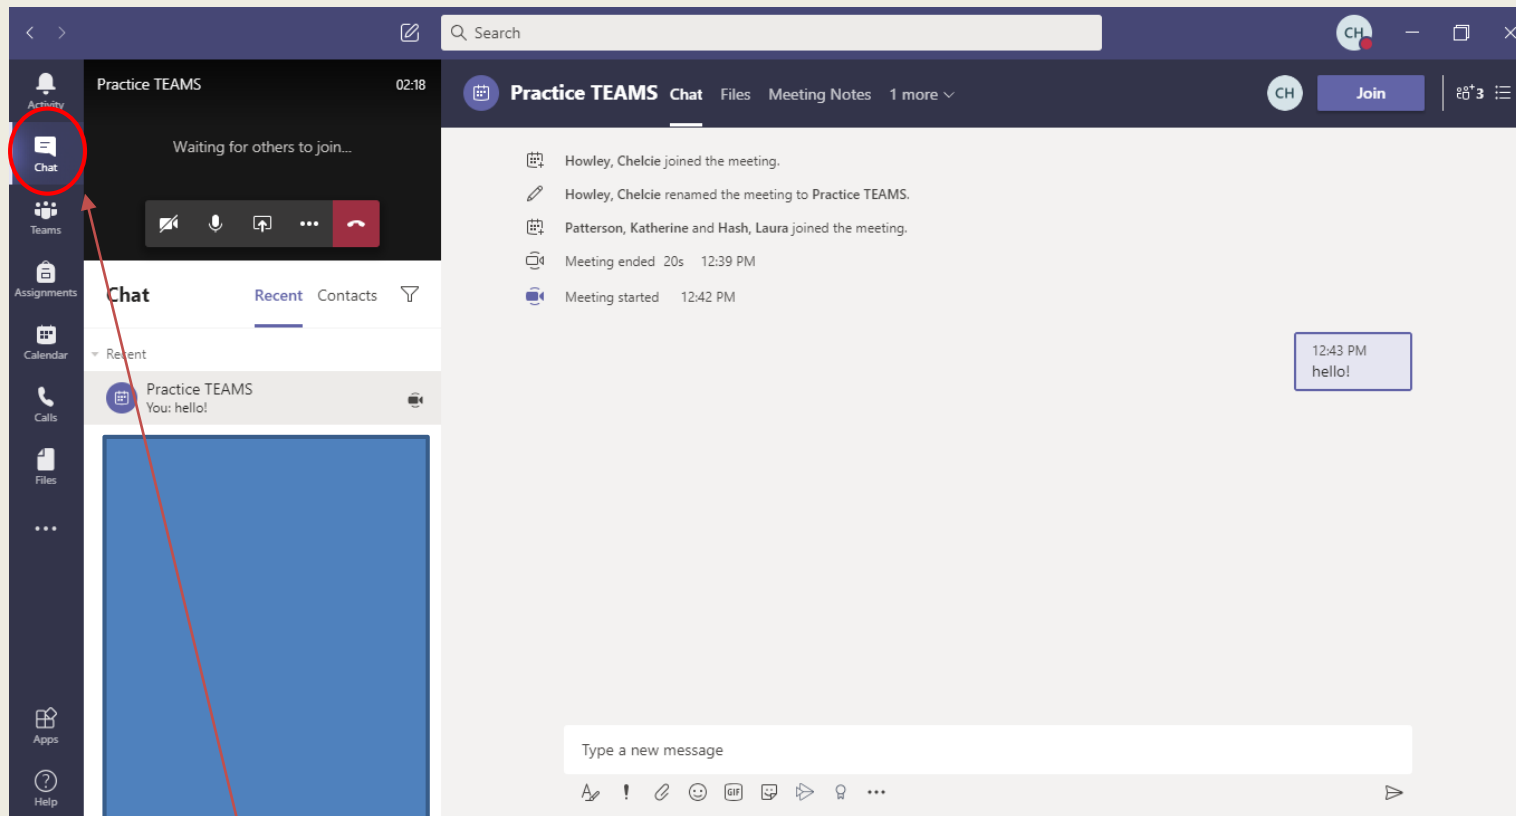 Search
CH
Activity
Chat
Teams
Assignments
Calendar
Calls
Files
Apps
Help
Practice TEAMS 02:18
Waiting for others to join...
Chat Recent Contacts
Recent
Practice TEAMS
You: hello!
Practice TEAMS Chat Files Meeting Notes 1 more
CH Join 3
Howley, Chelcie joined the meeting.
Howley, Chelcie renamed the meeting to Practice TEAMS.
Patterson, Katherine and Hash, Laura joined the meeting.
Meeting ended 20s 12:39 PM
Meeting started 12:42 PM
12:43 PM
hello!
Type a new message
GIF